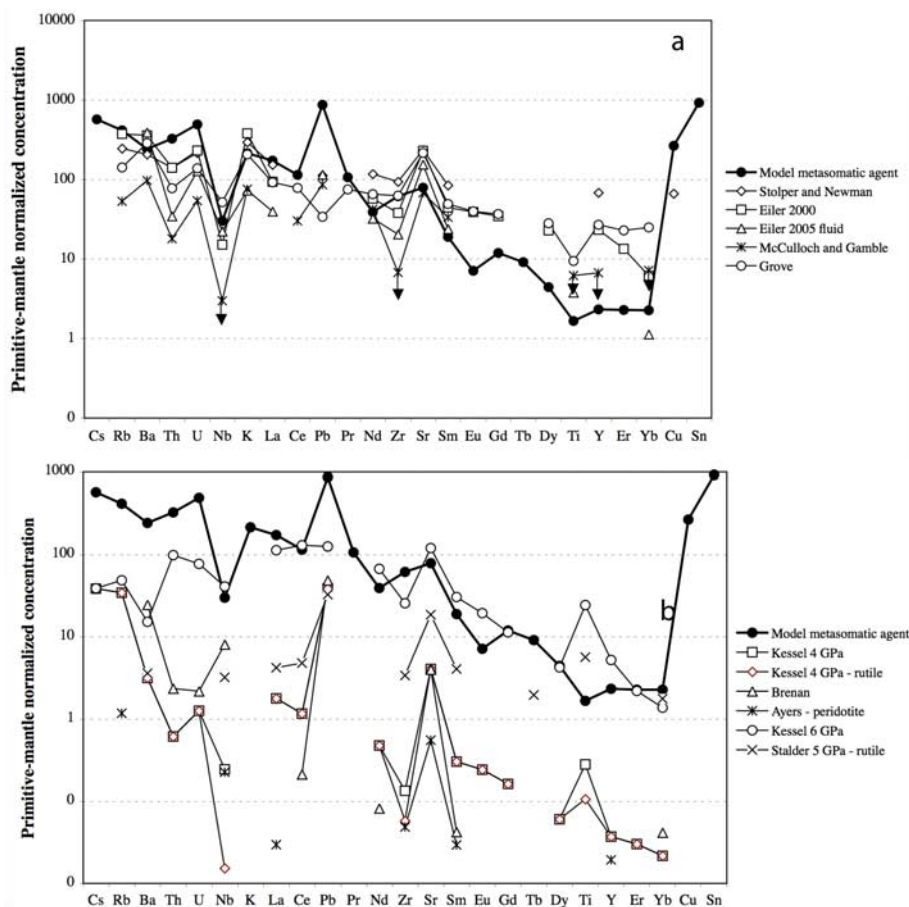 a
Primitive-mantle normalized concentration
10000
1000
100
10
1
0
Cs Rb Ba Th U Nb K La Ce Pb Pr Nd Zr Sr Sm Eu Gd Tb Dy Ti Y Er Yb Cu Sn
Model metasomatic agent
Stolper and Newman
Eiler 2000
Eiler 2005 fluid
McCulloch and Gamble
Grove
b
Primitive-mantle normalized concentration
1000
100
10
1
0
0
Cs Rb Ba Th U Nb K La Ce Pb Pr Nd Zr Sr Sm Eu Gd Tb Dy Ti Y Er Yb Cu Sn
Model metasomatic agent
Kessel 4 GPa
Kessel 4 GPa - rutile
Brenan
Ayers - peridotite
Kessel 6 GPa
Stalder 5 GPa - rutile